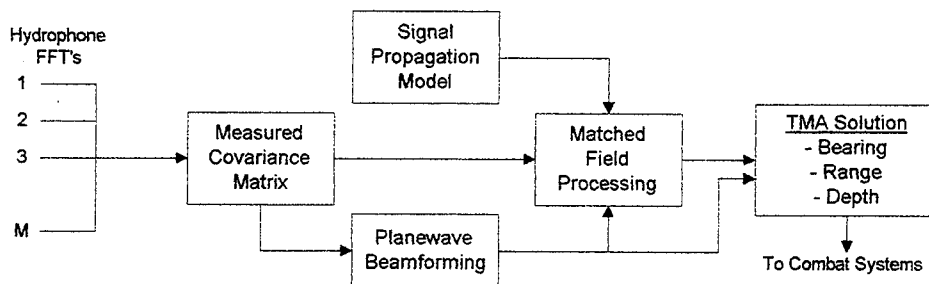 Hydrophone
FFT's
1
2
3
M
Measured
Covariance
Matrix
Signal
Propagation
Model
Planewave
Beamforming
Matched
Field
Processing
TMA Solution
- Bearing
- Range
- Depth
To Combat Systems